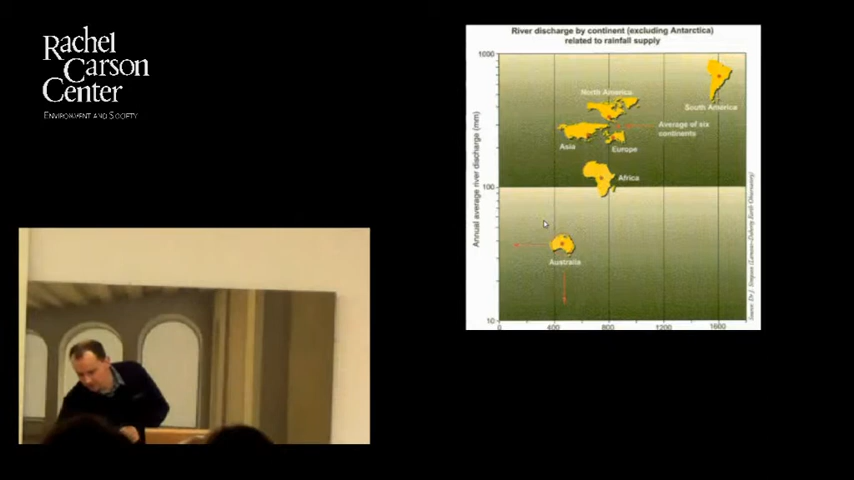 Rachel
Carson
Center
ENVIRONMENT AND SOCIETY
River discharge by continent (excluding Antarctica)
related to rainfall supply
1000
North America
South America
Average of six
continents
Asia
Europe
Africa
Annual average river discharge (mm)
100
Australia
10
0
400
800
1200
1600